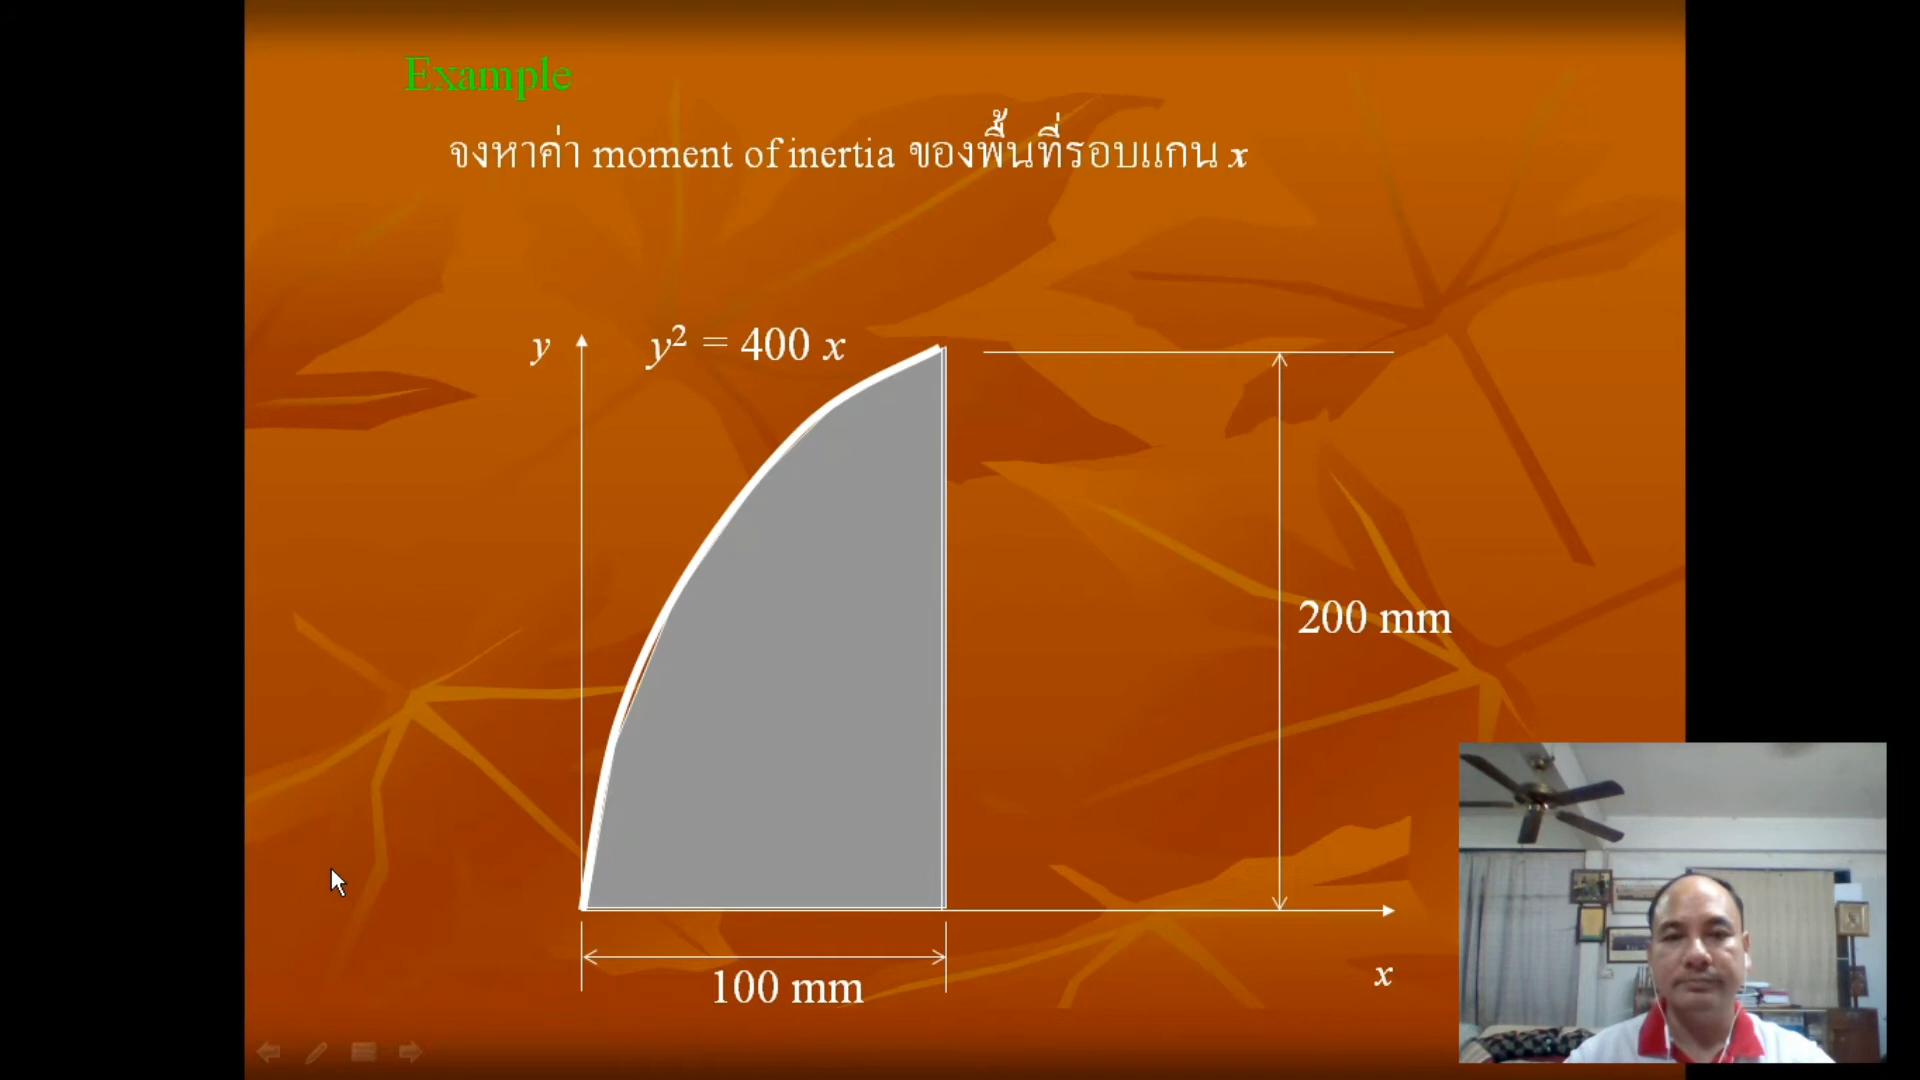 Example
จงหาค่า moment of inertia ของพื้นที่รอบแกน x
y
y² = 400 x
200 mm
100 mm
x